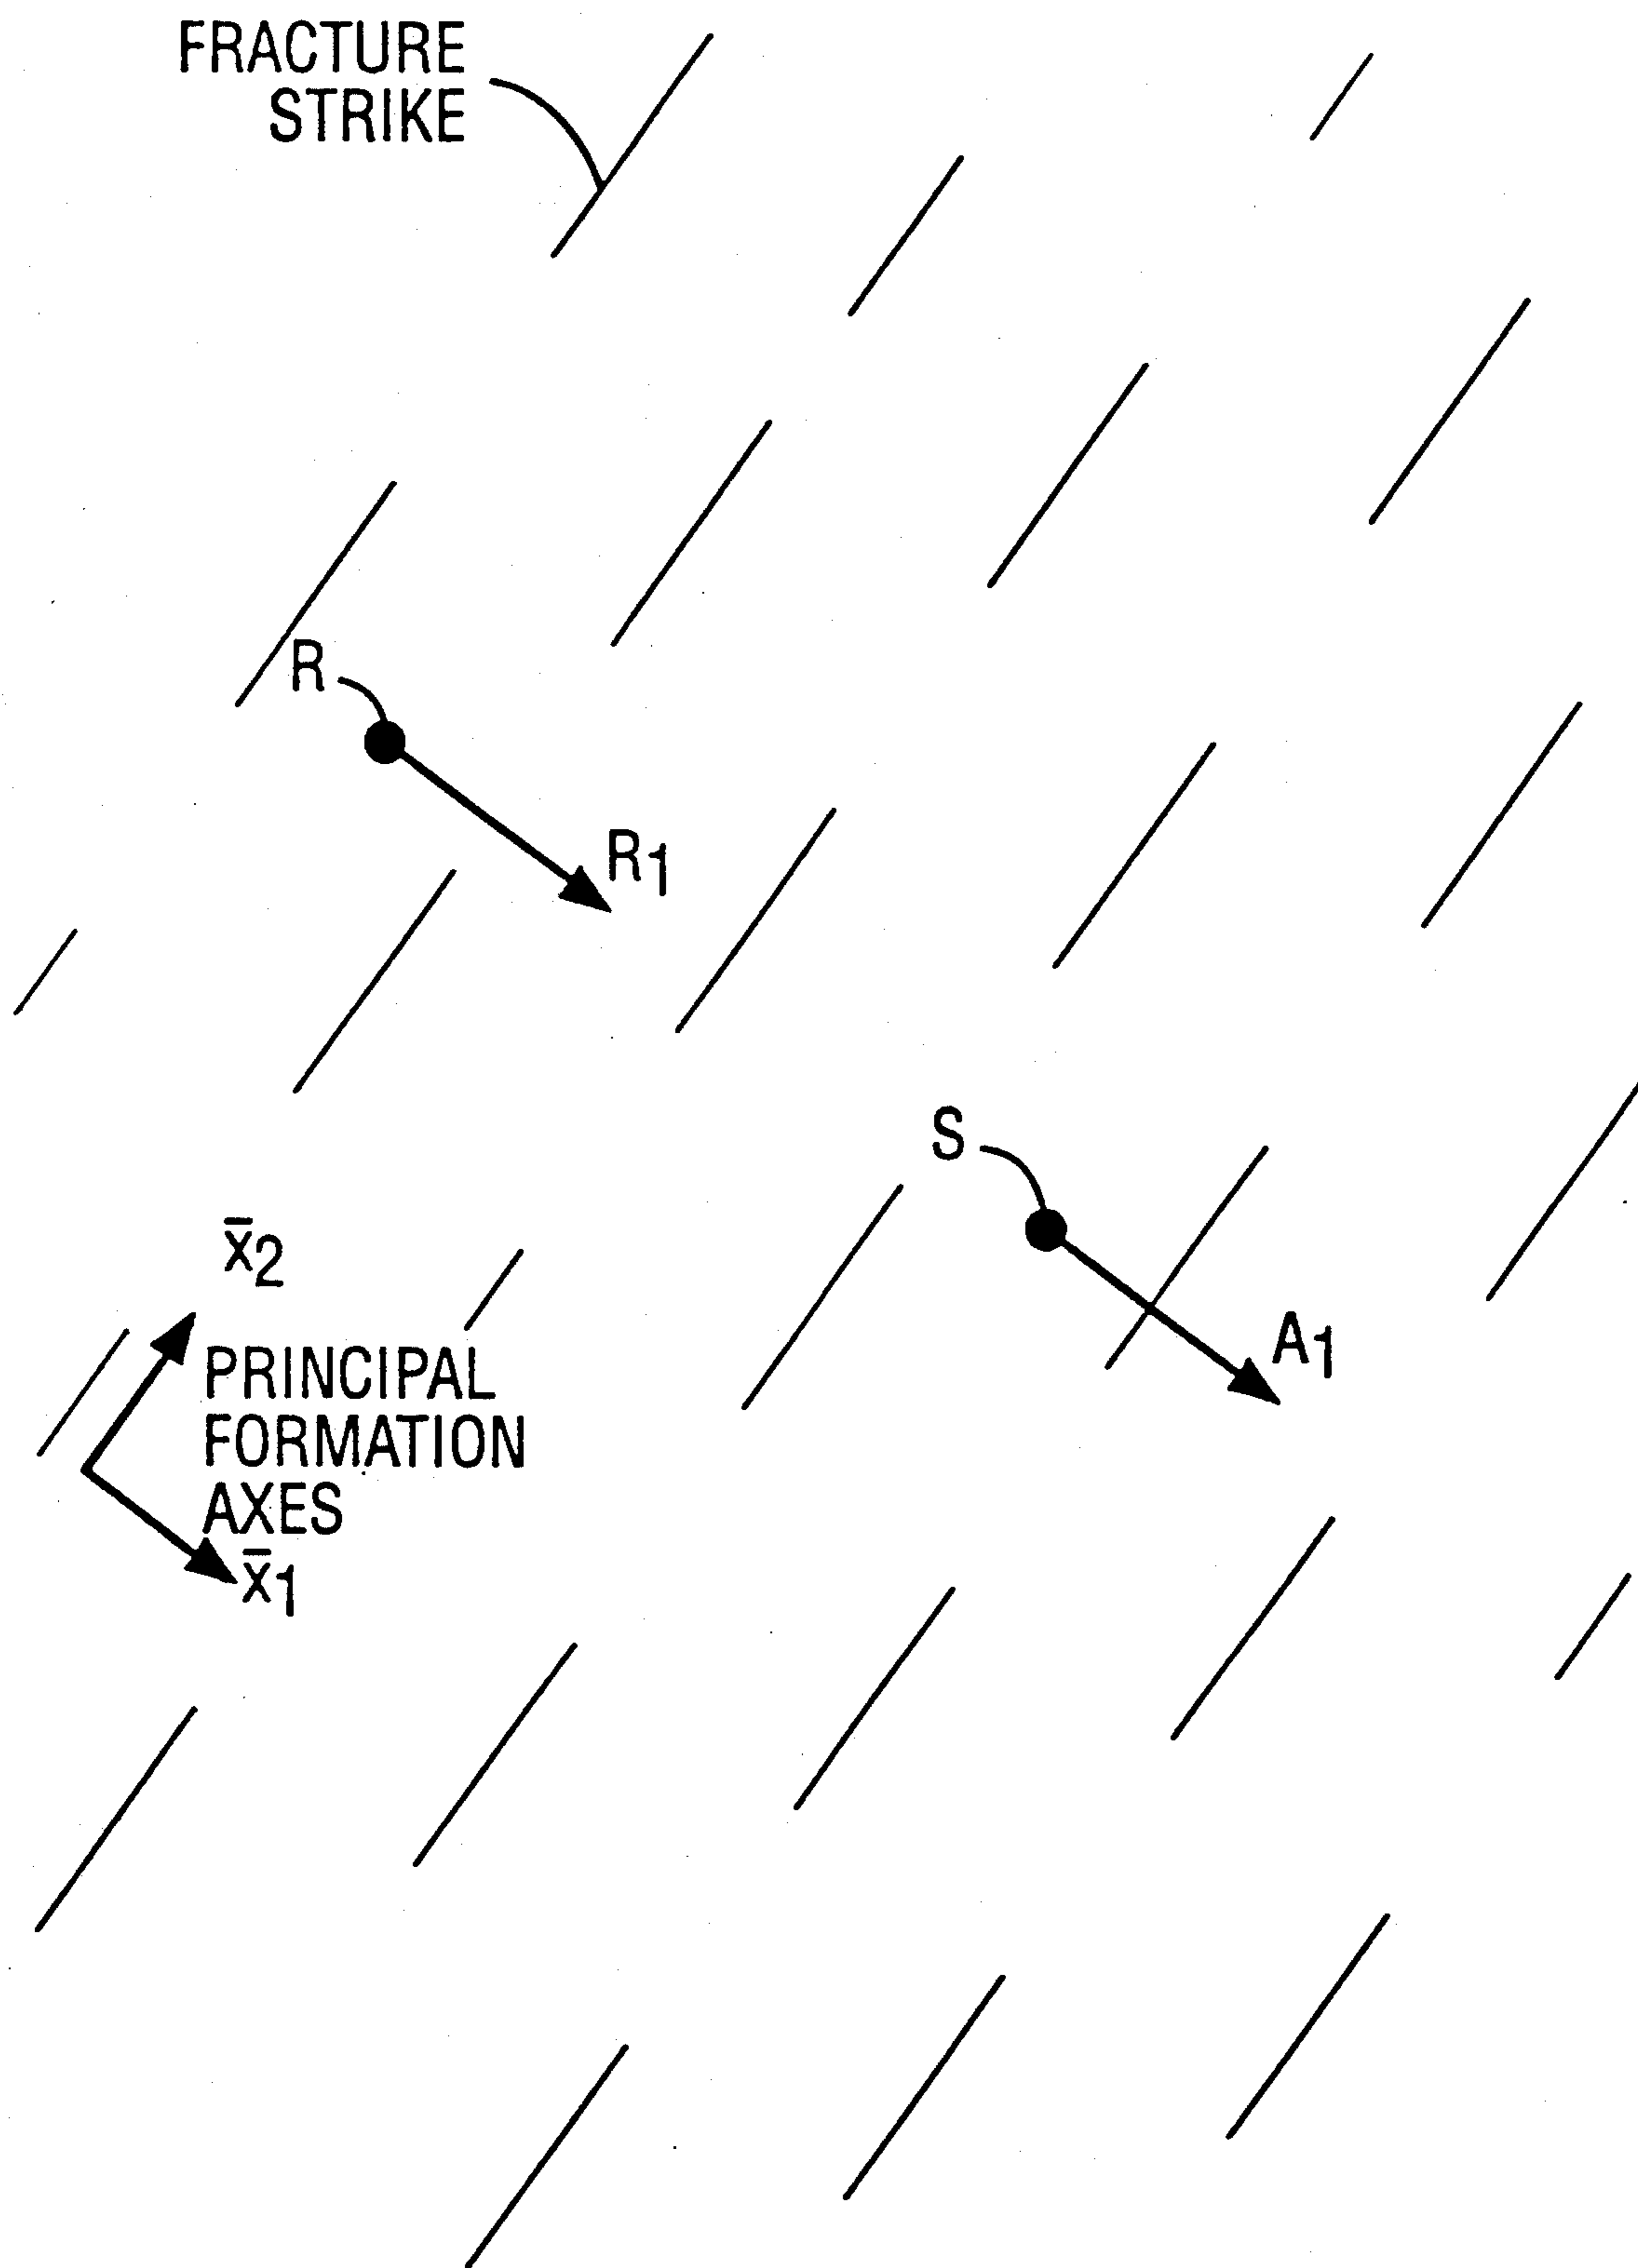 FRACTURE
STRIKE
R
R1
S
A1
x̄2
PRINCIPAL
FORMATION
AXES
x̄1